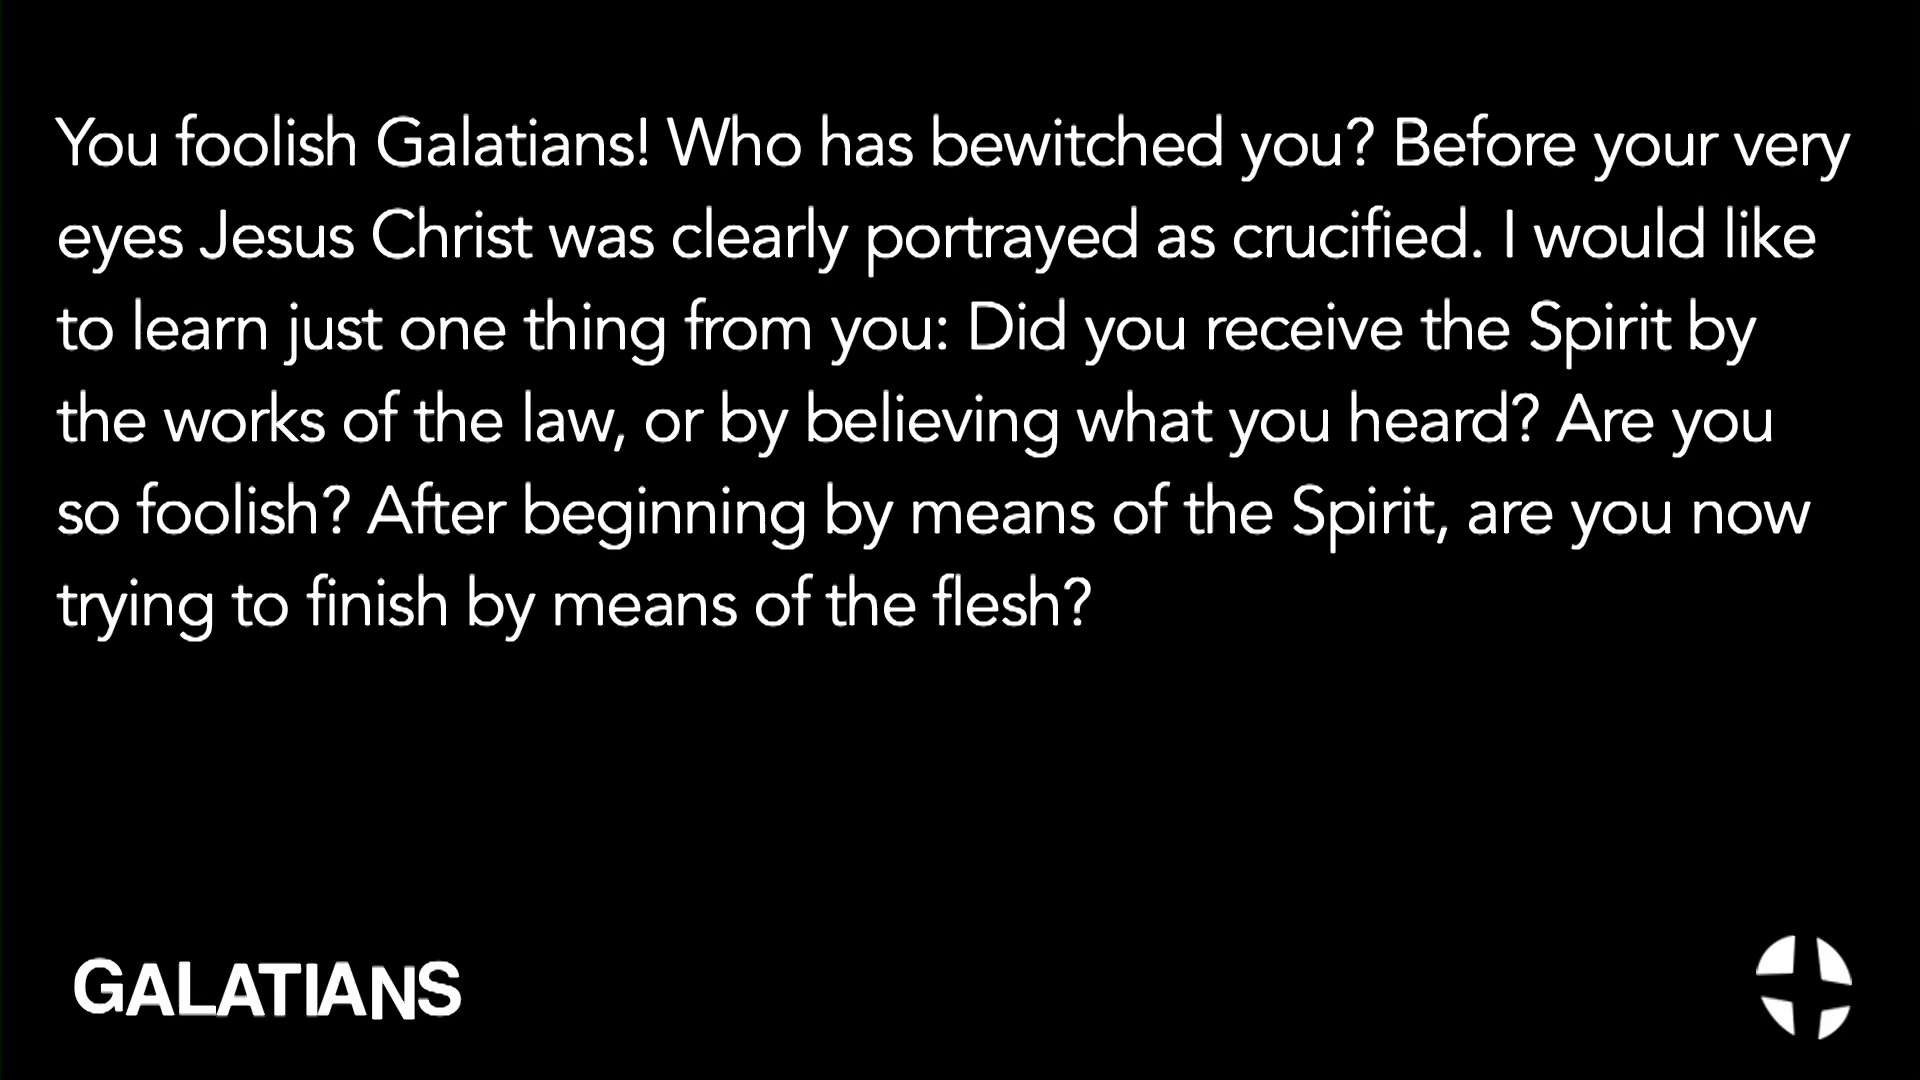 You foolish Galatians! Who has bewitched you? Before your very
eyes Jesus Christ was clearly portrayed as crucified. I would like
to learn just one thing from you: Did you receive the Spirit by
the works of the law, or by believing what you heard? Are you
so foolish? After beginning by means of the Spirit, are you now
trying to finish by means of the flesh?
GALATIANS